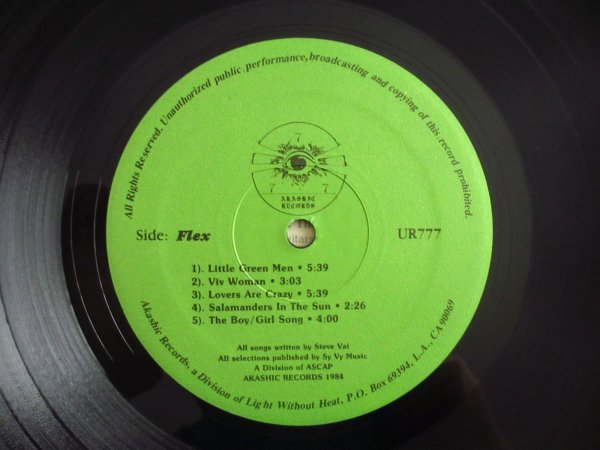 All Rights Reserved. Unauthorized public performance, broadcasting and copying of this record prohibited.
7
7 7
AKASHIC
RECORDS
Side: Flex
UR777
1). Little Green Men • 5:39
2). Viv Woman • 3:03
3). Lovers Are Crazy • 5:39
4). Salamanders In The Sun • 2:26
5). The Boy/Girl Song • 4:00
All songs written by Steve Vai
All selections published by Sy Vy Music
A Division of ASCAP
AKASHIC RECORDS 1984
Akashic Records, a Division of Light Without Heat, P.O. Box 69394, L.A., CA 90069